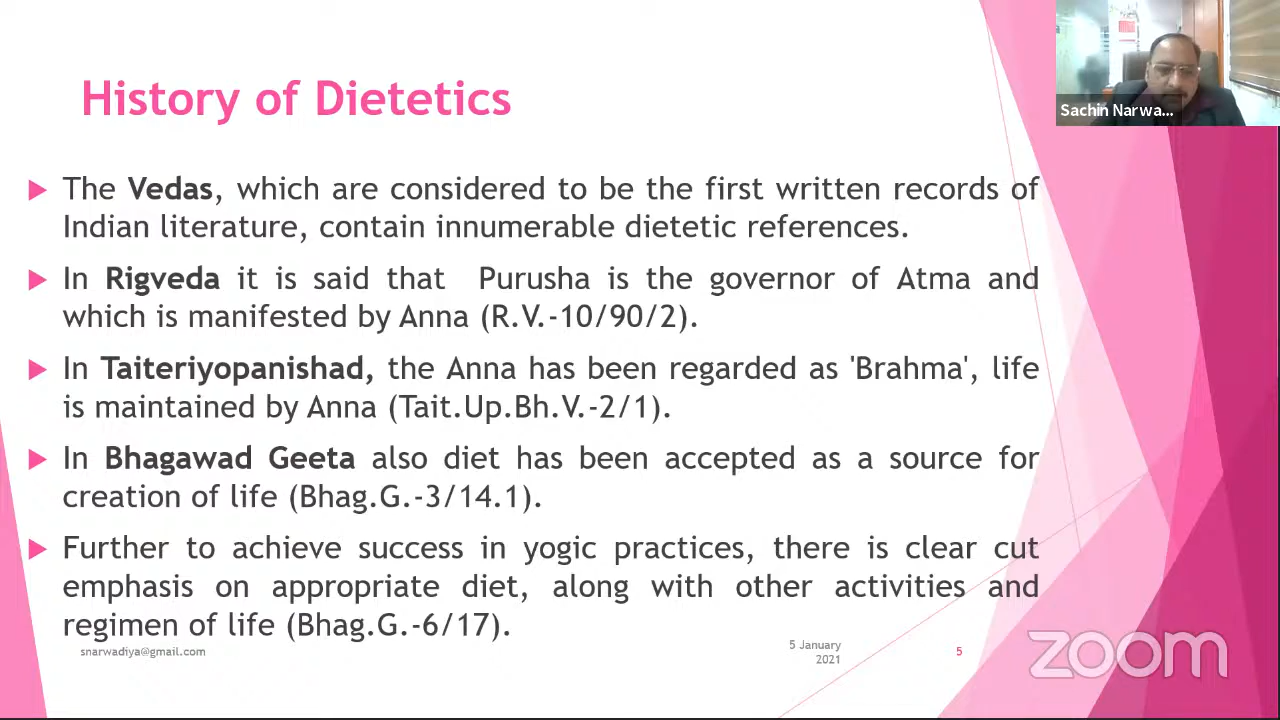 History of Dietetics
Sachin Narwa...
The Vedas, which are considered to be the first written records of
Indian literature, contain innumerable dietetic references.
In Rigveda it is said that Purusha is the governor of Atma and
which is manifested by Anna (R.V.-10/90/2).
In Taiteriyopanishad, the Anna has been regarded as 'Brahma', life
is maintained by Anna (Tait.Up.Bh.V.-2/1).
In Bhagawad Geeta also diet has been accepted as a source for
creation of life (Bhag.G.-3/14.1).
Further to achieve success in yogic practices, there is clear cut
emphasis on appropriate diet, along with other activities and
regimen of life (Bhag.G.-6/17).
snarwadiya@gmail.com
5 January
2021
5
zoom